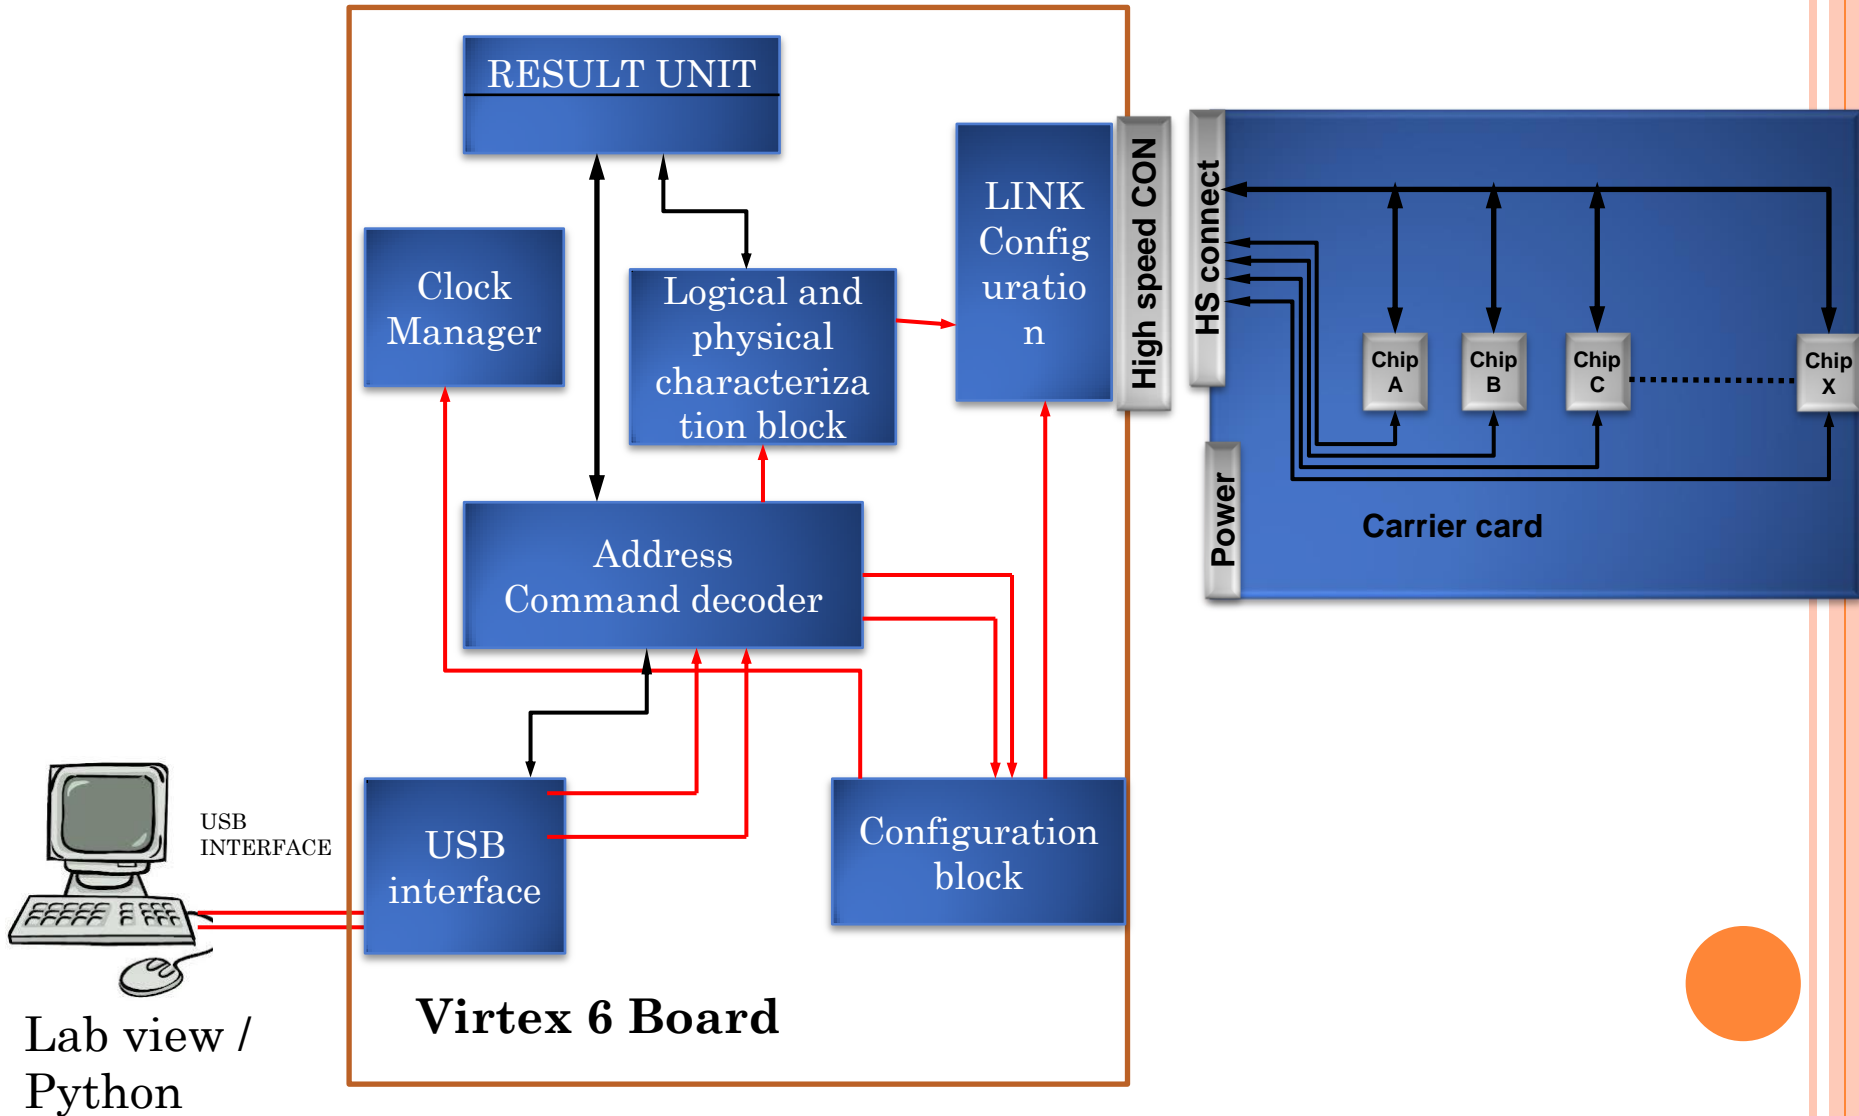 RESULT UNIT
Clock
Manager
Logical and
physical
characteriza
tion block
LINK
Config
uratio
n
High speed CON
HS connect
Chip
A
Chip
B
Chip
C
Chip
X
Power
Carrier card
Address
Command decoder
USB
INTERFACE
USB
interface
Configuration
block
Virtex 6 Board
Lab view /
Python